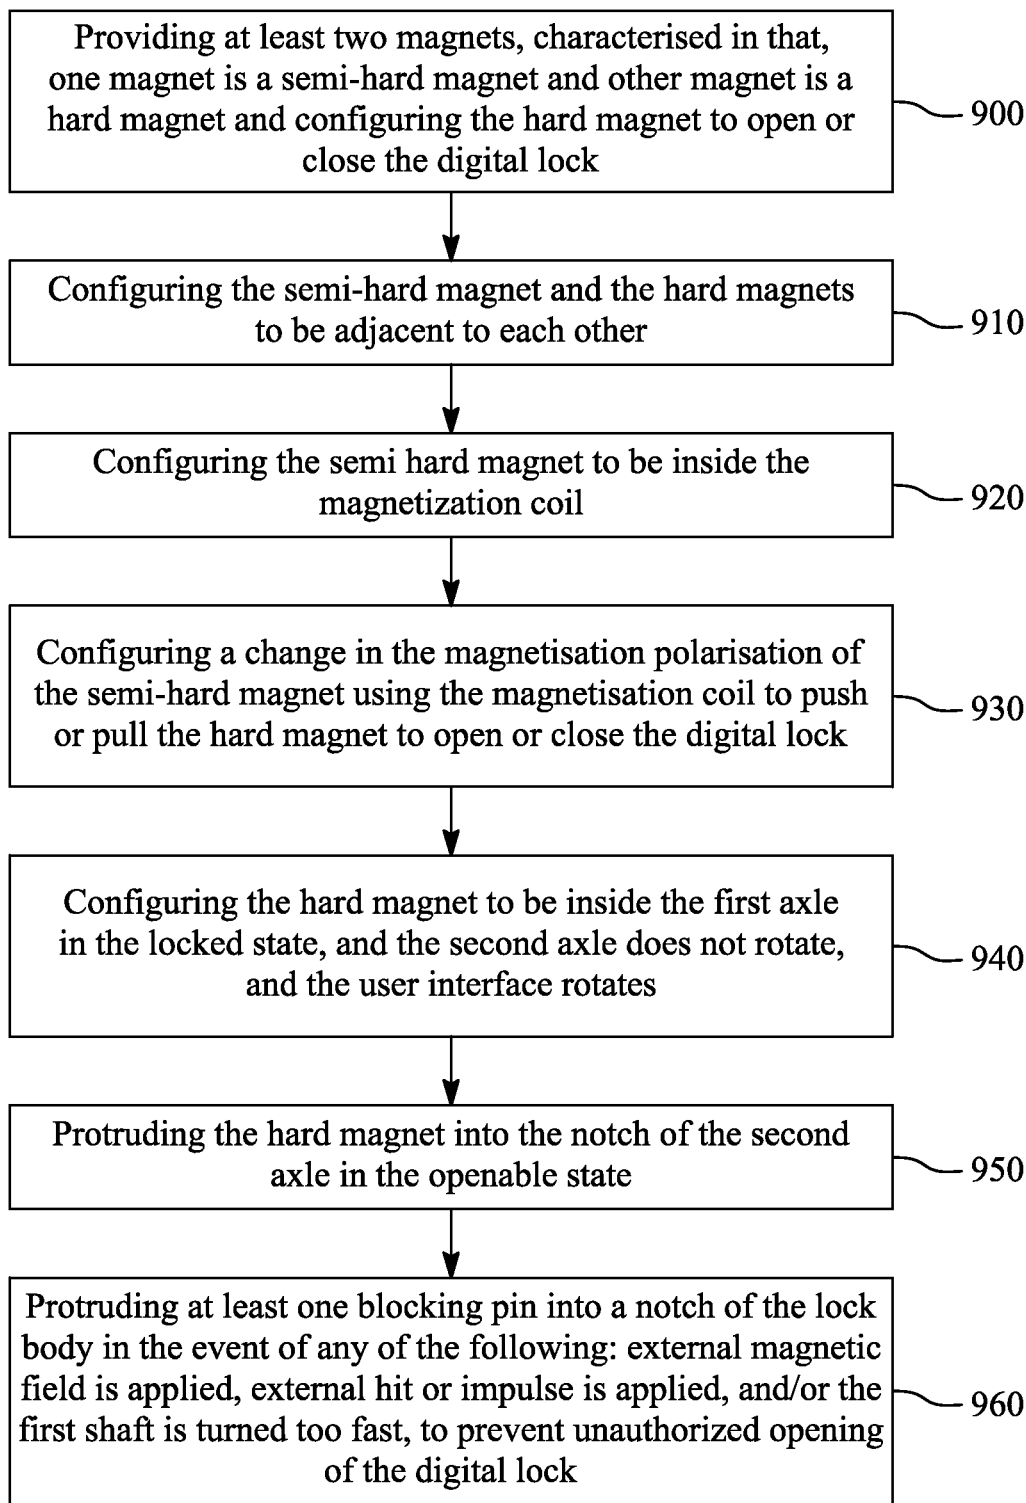 Providing at least two magnets, characterised in that,
one magnet is a semi-hard magnet and other magnet is a
hard magnet and configuring the hard magnet to open or
close the digital lock
900
Configuring the semi-hard magnet and the hard magnets
to be adjacent to each other
910
Configuring the semi hard magnet to be inside the
magnetization coil
920
Configuring a change in the magnetisation polarisation of
the semi-hard magnet using the magnetisation coil to push
or pull the hard magnet to open or close the digital lock
930
Configuring the hard magnet to be inside the first axle
in the locked state, and the second axle does not rotate,
and the user interface rotates
940
Protruding the hard magnet into the notch of the second
axle in the openable state
950
Protruding at least one blocking pin into a notch of the lock
body in the event of any of the following: external magnetic
field is applied, external hit or impulse is applied, and/or the
first shaft is turned too fast, to prevent unauthorized opening
of the digital lock
960